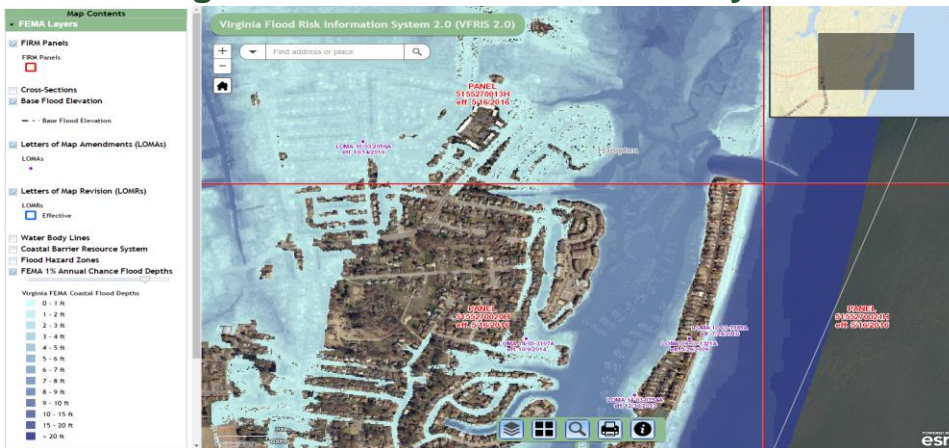 Map Contents
FEMA Layers
FIRM Panels
FIRM Panels
Cross-Sections
Base Flood Elevation
Base Flood Elevation
Letters of Map Amendments (LOMAs)
LOMAs
Letters of Map Revision (LOMRs)
LOMRs
Effective
Water Body Lines
Coastal Barrier Resource System
Flood Hazard Zones
FEMA 1% Annual Chance Flood Depths
Virginia FEMA Coastal Flood Depths
0 - 1 ft
1 - 2 ft
2 - 3 ft
3 - 4 ft
4 - 5 ft
5 - 6 ft
6 - 7 ft
7 - 8 ft
8 - 9 ft
9 - 10 ft
10 - 15 ft
15 - 20 ft
> 20 ft
Virginia Flood Risk Information System 2.0 (VFRIS 2.0)
+
Find address or place
−
PANEL
5155270013H
eff. 5/16/2016
Hampton
PANEL
5155270020H
eff. 5/16/2016
PANEL
5155270021H
eff. 5/16/2016
POWERED BY
esri